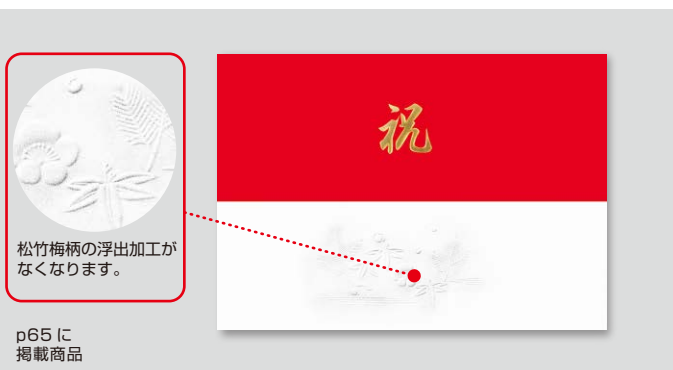 祝
松竹梅柄の浮出加工が
なくなります。
p65 に
掲載商品